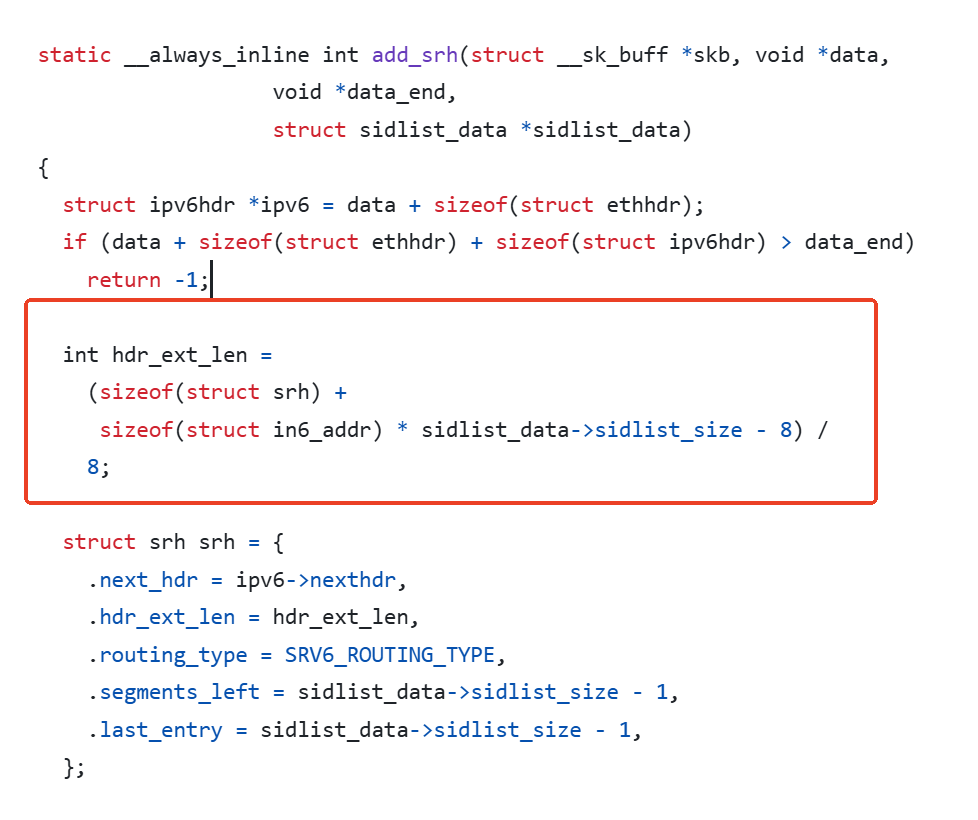 static __always_inline int add_srh(struct __sk_buff *skb, void *data,
void *data_end,
struct sidlist_data *sidlist_data)
{
struct ipv6hdr *ipv6 = data + sizeof(struct ethhdr);
if (data + sizeof(struct ethhdr) + sizeof(struct ipv6hdr) > data_end)
return -1;
int hdr_ext_len =
(sizeof(struct srh) +
sizeof(struct in6_addr) * sidlist_data->sidlist_size - 8) /
8;
struct srh srh = {
.next_hdr = ipv6->nexthdr,
.hdr_ext_len = hdr_ext_len,
.routing_type = SRV6_ROUTING_TYPE,
.segments_left = sidlist_data->sidlist_size - 1,
.last_entry = sidlist_data->sidlist_size - 1,
};